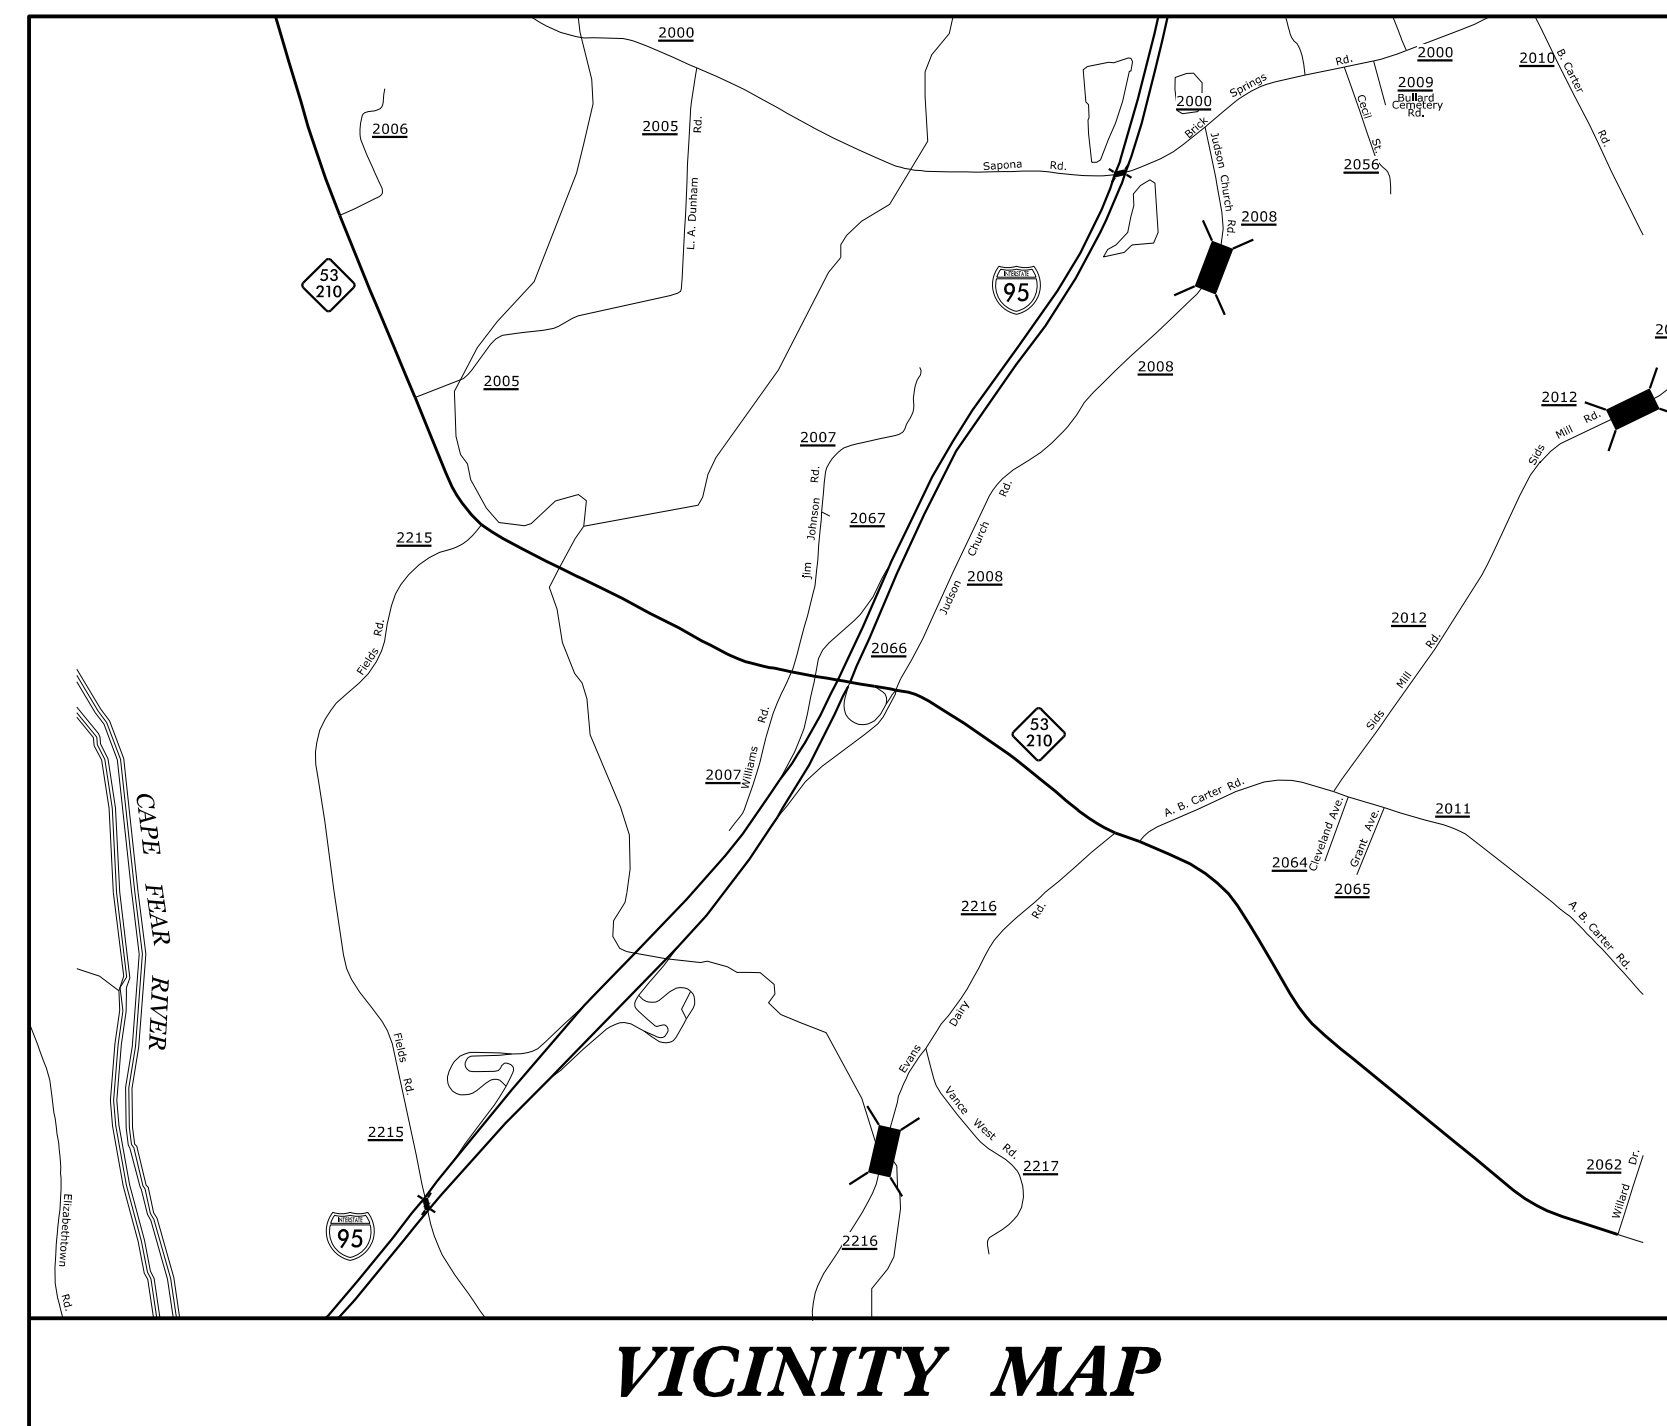 2000
2000
2010
B. Carter Rd.
Rd.
2009
Bullard
Cemetery
Rd.
2006
2005
L. A. Dunham Rd.
2000
Brick Springs
Cecil St.
2056
Sapona Rd.
Judson Church Rd.
2008
53
210
INTERSTATE
95
2005
2008
2012
Sids Mill Rd.
2007
Jim Johnson Rd.
2067
Judson Church Rd.
2008
2215
Fields Rd.
2066
2012
Sids Mill Rd.
Williams Rd.
2007
53
210
A. B. Carter Rd.
2011
Cleveland Ave.
Grant Ave.
2064
2065
CAPE FEAR RIVER
2216
Evans Dairy Rd.
A. B. Carter Rd.
Fields Rd.
2215
Vance West Rd.
2217
2062
Willard Dr.
Elizabethtown Rd.
INTERSTATE
95
2216
VICINITY MAP